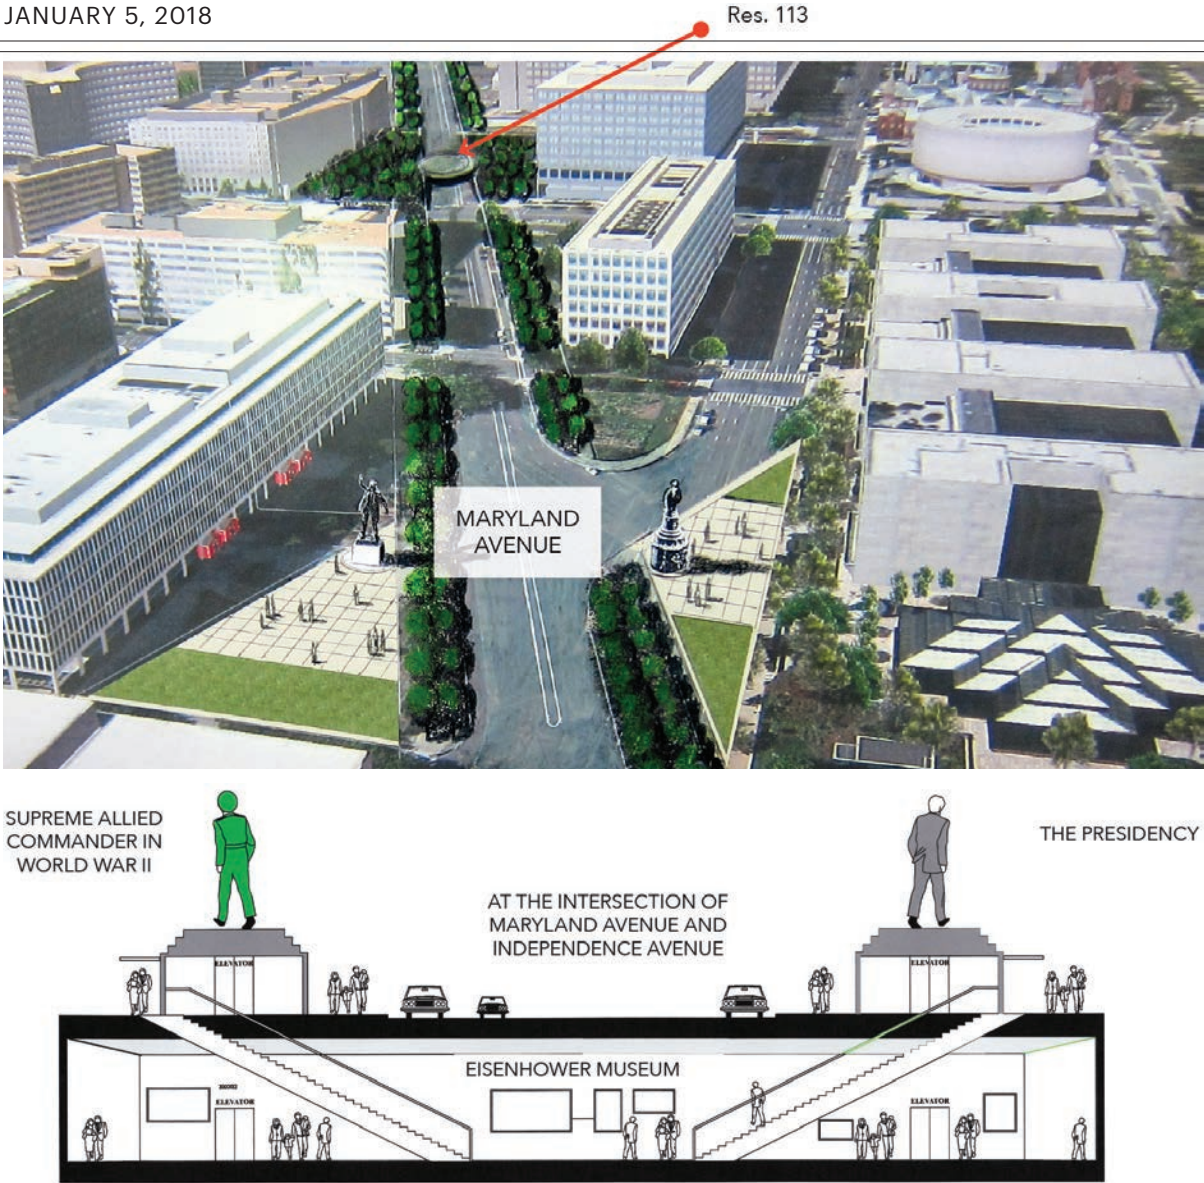 JANUARY 5, 2018
Res. 113
MARYLAND
AVENUE
SUPREME ALLIED
COMMANDER IN
WORLD WAR II
THE PRESIDENCY
AT THE INTERSECTION OF
MARYLAND AVENUE AND
INDEPENDENCE AVENUE
ELEVATOR
ELEVATOR
EISENHOWER MUSEUM
ELEVATOR
ELEVATOR